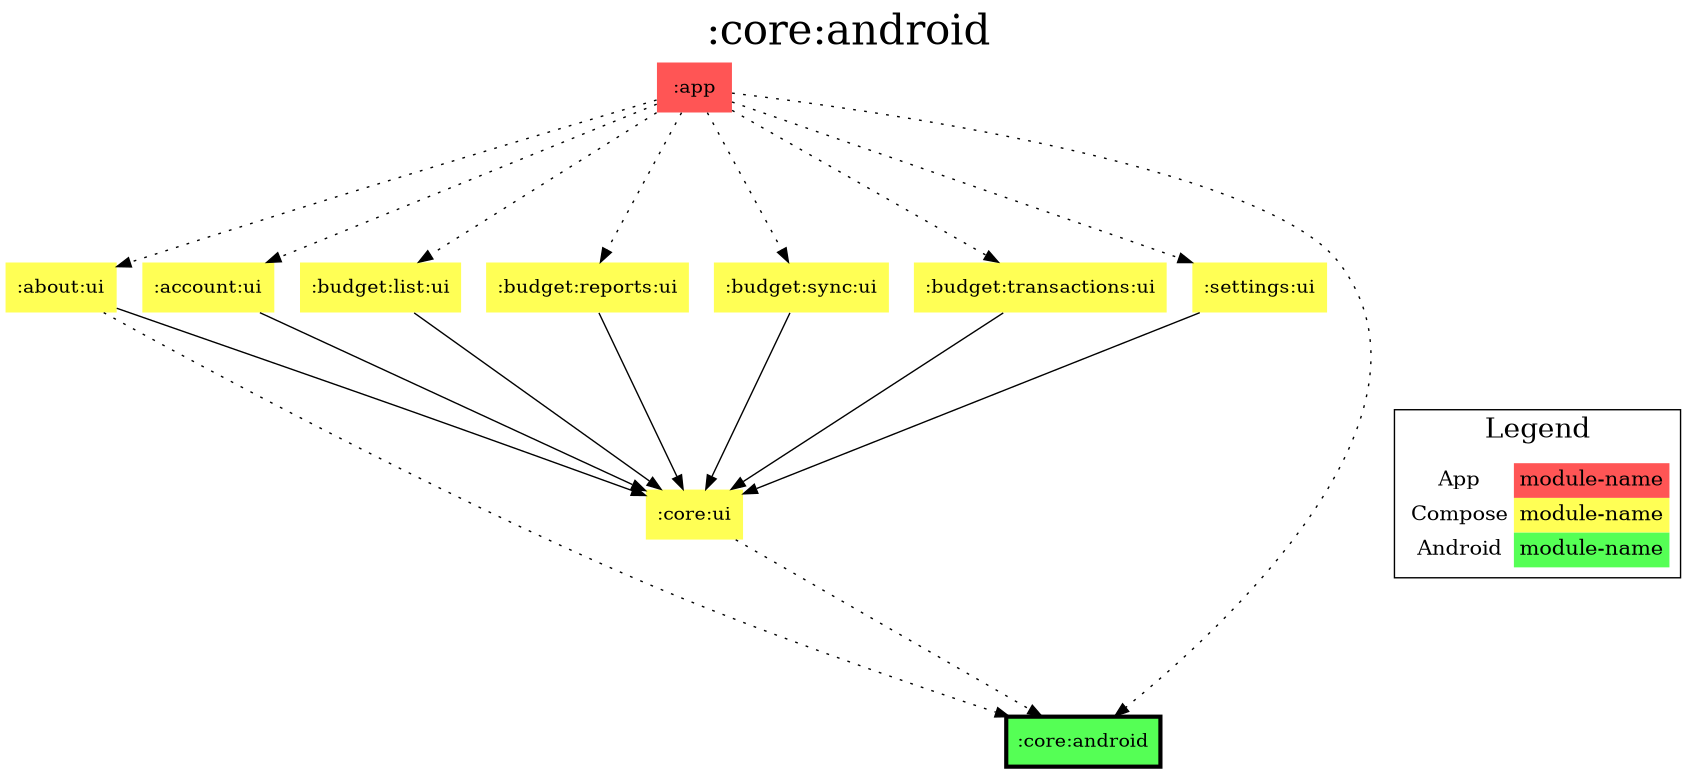 :core:android
:app
:about:ui
:account:ui
:budget:list:ui
:budget:reports:ui
:budget:sync:ui
:budget:transactions:ui
:settings:ui
Legend
App module-name
Compose module-name
Android module-name
:core:ui
:core:android